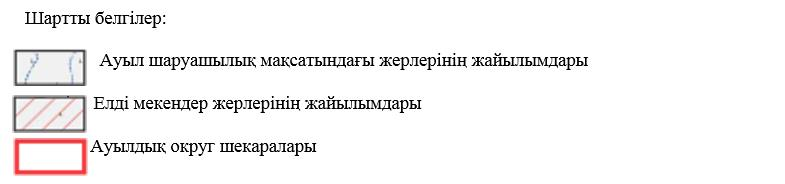 Шартты белгілер:
Ауыл шаруашылық мақсатындағы жерлерінің жайылымдары
Елді мекендер жерлерінің жайылымдары
Ауылдық округ шекаралары